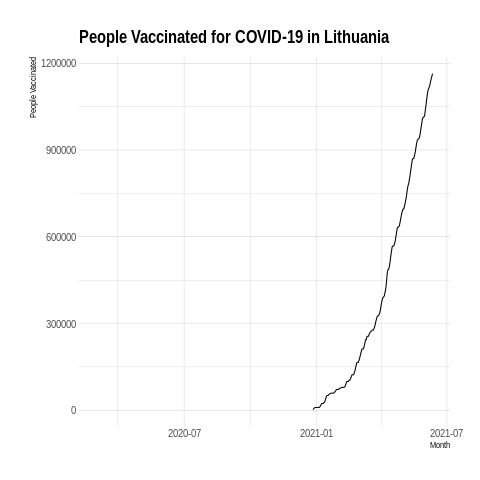 People Vaccinated for COVID-19 in Lithuania
People Vaccinated
1200000
900000
600000
300000
0
2020-07
2021-01
2021-07
Month